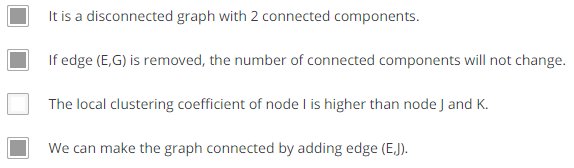 It is a disconnected graph with 2 connected components.
If edge (E,G) is removed, the number of connected components will not change.
The local clustering coefficient of node I is higher than node J and K.
We can make the graph connected by adding edge (E,J).